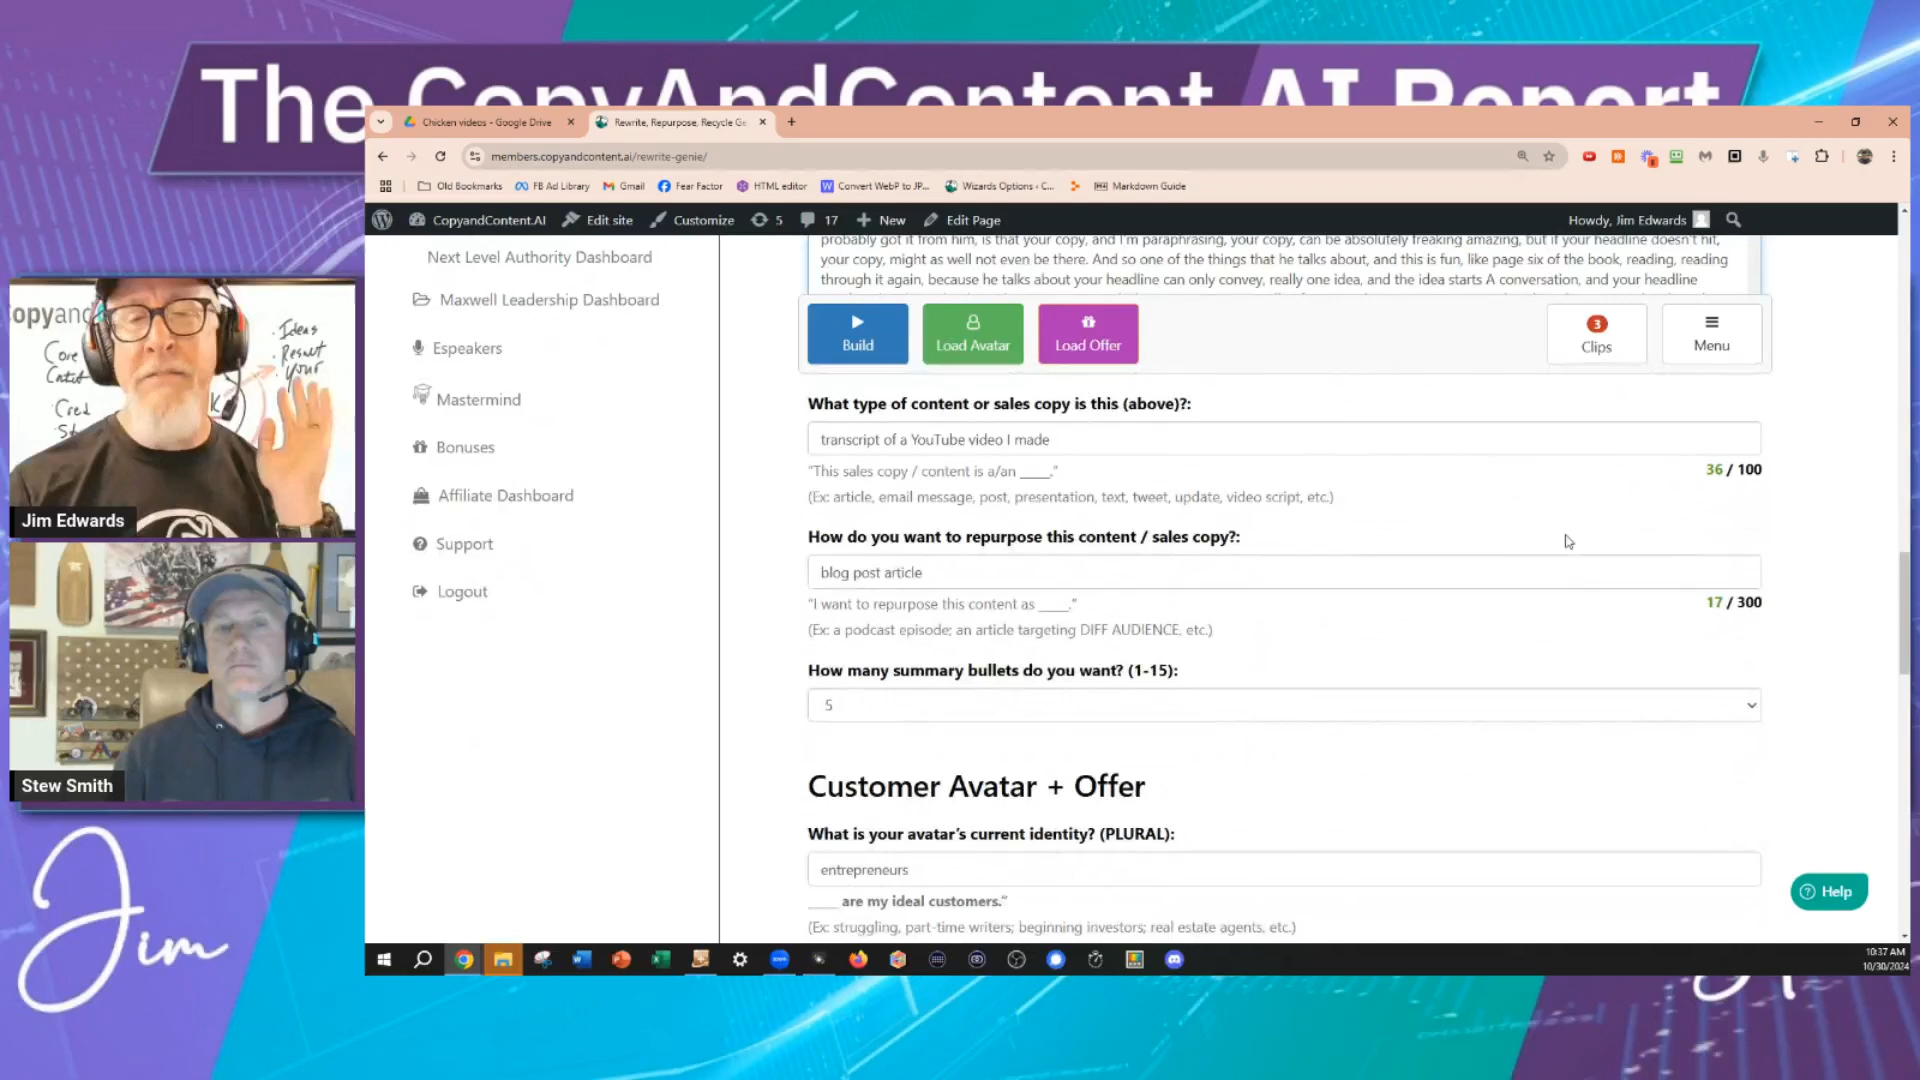 The CopyAndContent AI Report
Chicken videos - Google Drive
Rewrite, Repurpose, Recycle Ge
members.copyandcontent.ai/rewrite-genie/
Old Bookmarks
FB Ad Library
Gmail
Fear Factor
HTML editor
Convert WebP to JP...
Wizards Options ‹ C...
Markdown Guide
CopyandContent.AI
Edit site
Customize
5
17
New
Edit Page
Howdy, Jim Edwards
Next Level Authority Dashboard
Maxwell Leadership Dashboard
Espeakers
Mastermind
Bonuses
Affiliate Dashboard
Support
Logout
probably got it from him, is that your copy, and I'm paraphrasing, your copy, can be absolutely freaking amazing, but if your headline doesn't hit,
your copy, might as well not even be there. And so one of the things that he talks about, and this is fun, like page six of the book, reading, reading
through it again, because he talks about your headline can only convey, really one idea, and the idea starts A conversation, and your headline
Build
Load Avatar
Load Offer
3
Clips
Menu
What type of content or sales copy is this (above)?:
transcript of a YouTube video I made
"This sales copy / content is a/an ____."
36 / 100
(Ex: article, email message, post, presentation, text, tweet, update, video script, etc.)
How do you want to repurpose this content / sales copy?:
blog post article
"I want to repurpose this content as ____."
17 / 300
(Ex: a podcast episode; an article targeting DIFF AUDIENCE, etc.)
How many summary bullets do you want? (1-15):
5
Customer Avatar + Offer
What is your avatar's current identity? (PLURAL):
entrepreneurs
____ are my ideal customers."
(Ex: struggling, part-time writers; beginning investors; real estate agents, etc.)
Help
10:37 AM
10/30/2024
opyand
Core
· Ideas
· Result
· Your
· Cred
K
Jim Edwards
Stew Smith
Jim